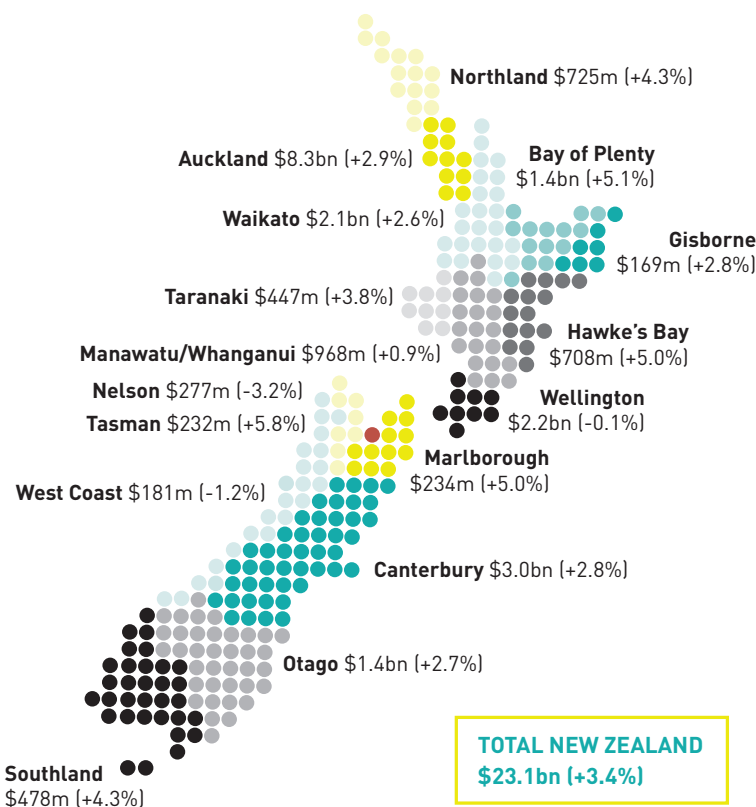 Northland $725m (+4.3%)
Auckland $8.3bn (+2.9%)
Bay of Plenty
$1.4bn (+5.1%)
Waikato $2.1bn (+2.6%)
Gisborne
$169m (+2.8%)
Taranaki $447m (+3.8%)
Hawke's Bay
$708m (+5.0%)
Manawatu/Whanganui $968m (+0.9%)
Nelson $277m (-3.2%)
Wellington
$2.2bn (-0.1%)
Tasman $232m (+5.8%)
Marlborough
$234m (+5.0%)
West Coast $181m (-1.2%)
Canterbury $3.0bn (+2.8%)
Otago $1.4bn (+2.7%)
TOTAL NEW ZEALAND
$23.1bn (+3.4%)
Southland
$478m (+4.3%)